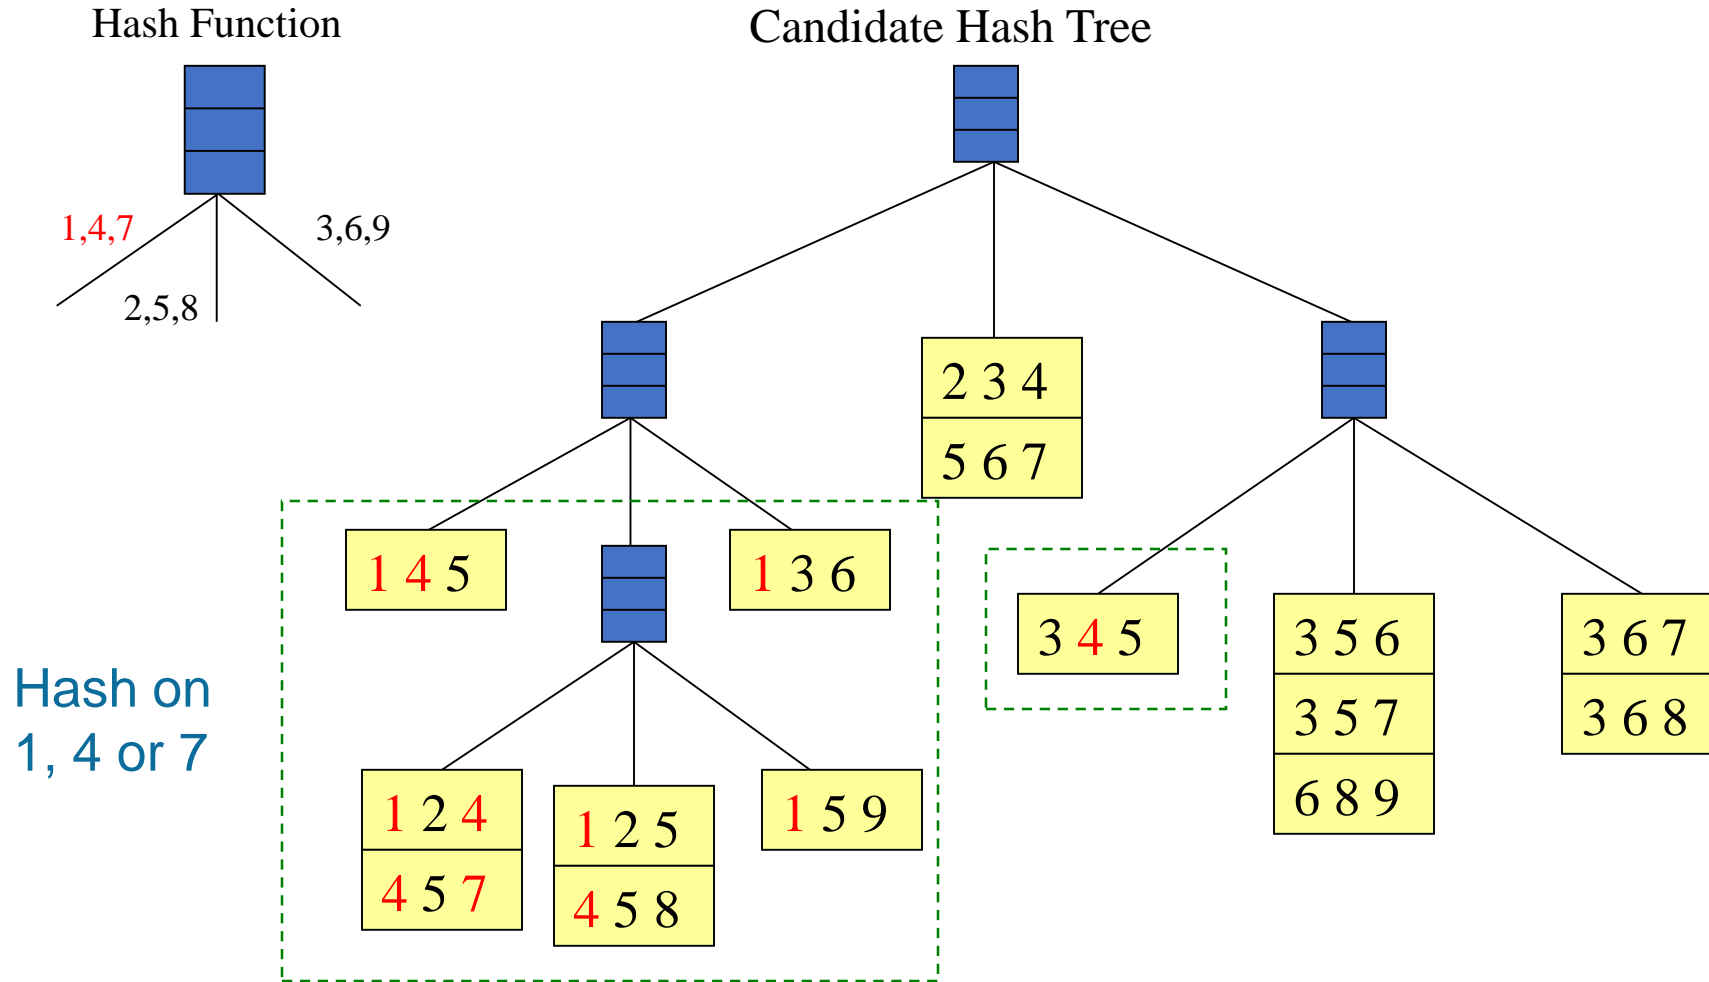 Hash Function
Candidate Hash Tree
1,4,7
3,6,9
2,5,8
2 3 4
5 6 7
1 4 5
1 3 6
3 4 5
3 5 6
3 6 7
3 5 7
3 6 8
6 8 9
Hash on
1, 4 or 7
1 2 4
1 2 5
1 5 9
4 5 7
4 5 8